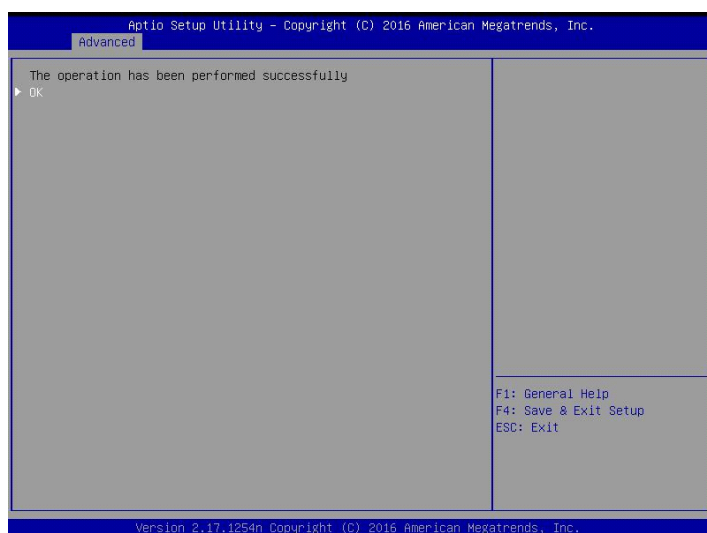 Aptio Setup Utility – Copyright (C) 2016 American Megatrends, Inc.
Advanced
The operation has been performed successfully
OK
F1: General Help
F4: Save & Exit Setup
ESC: Exit
Version 2.17.1254n Copyright (C) 2016 American Megatrends, Inc.